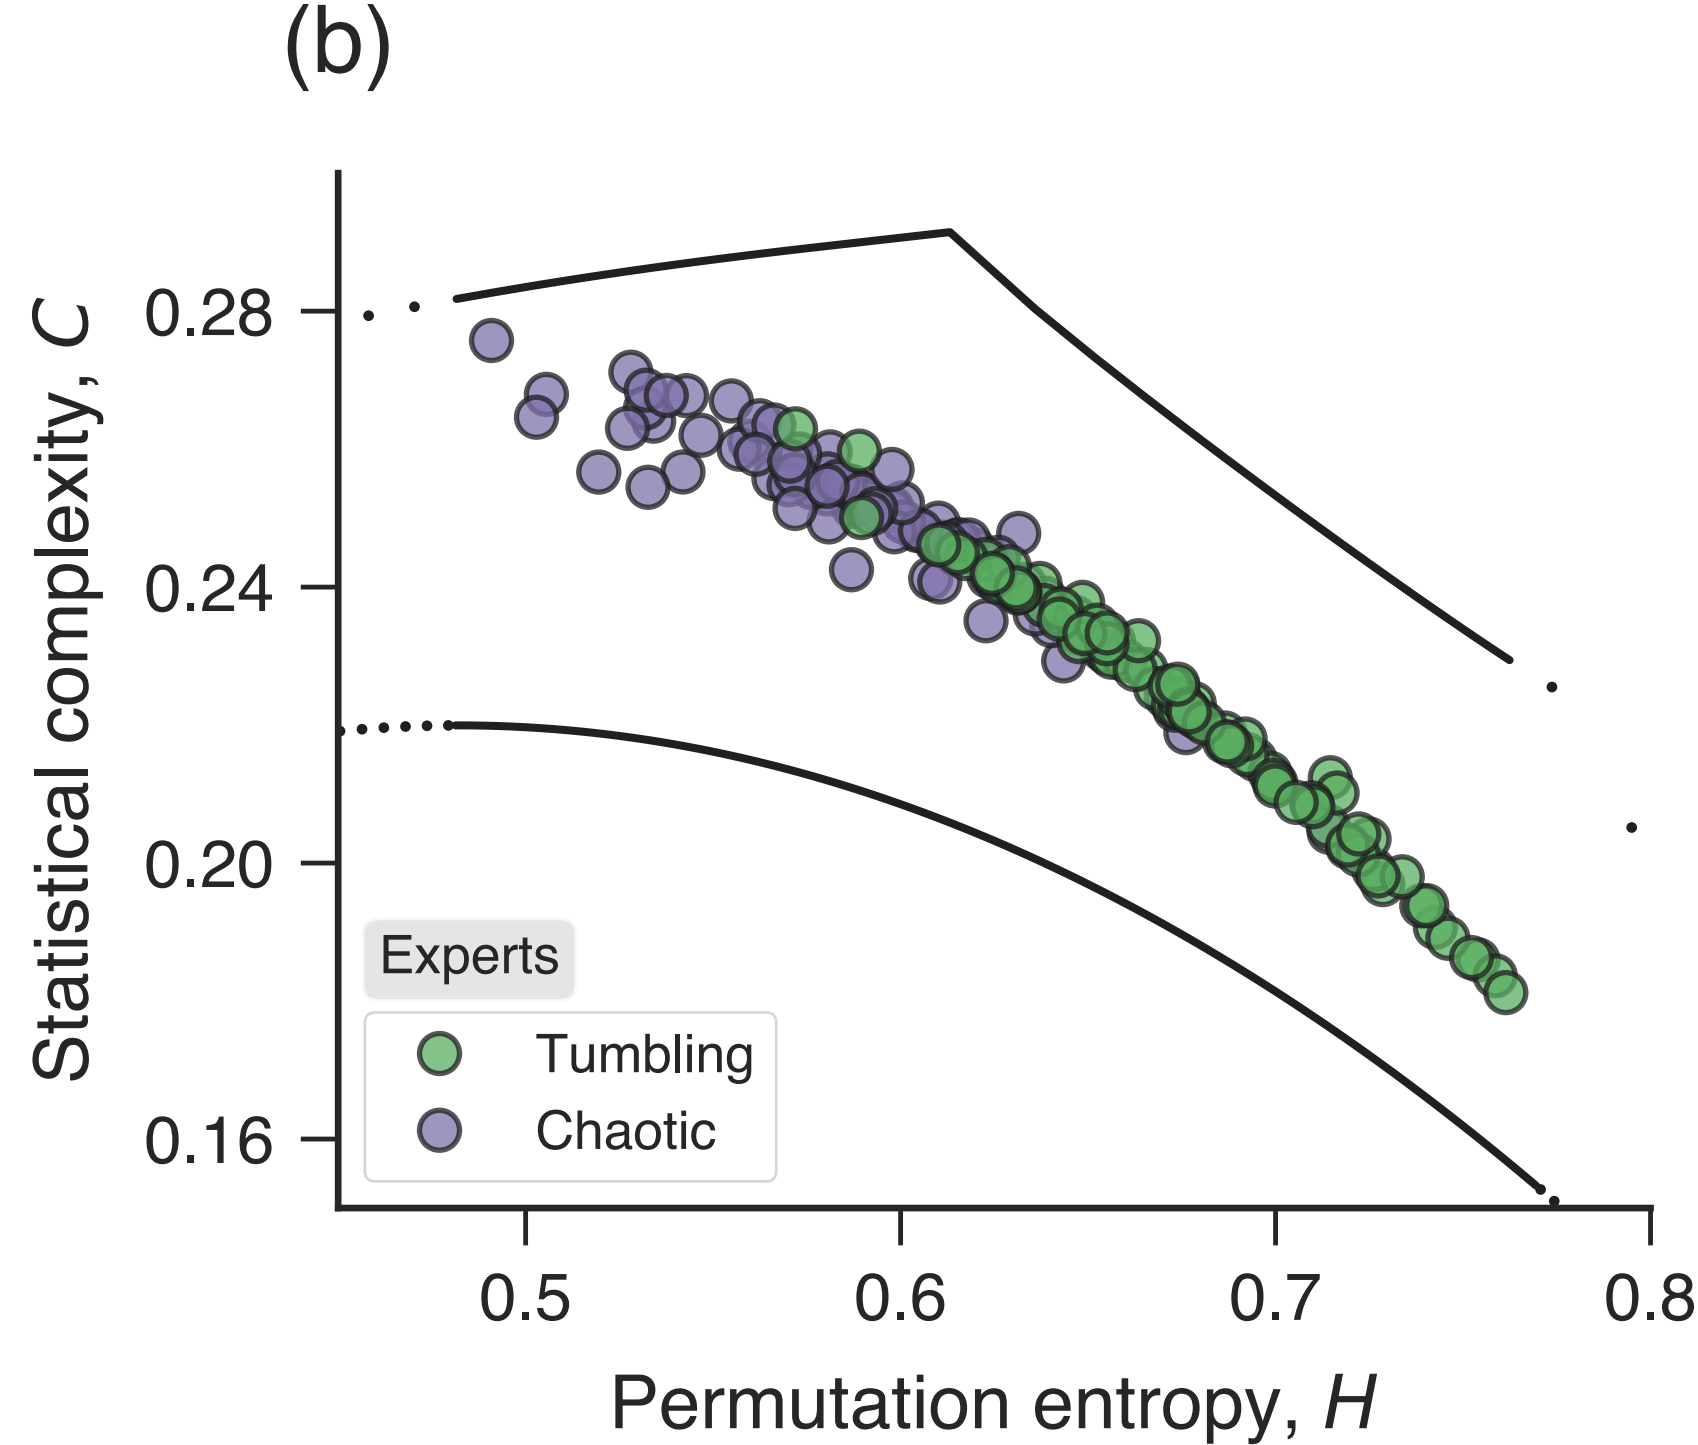 (b)
Statistical complexity, C
0.28
0.24
0.20
0.16
Experts
Tumbling
Chaotic
0.5 0.6 0.7 0.8
Permutation entropy, H